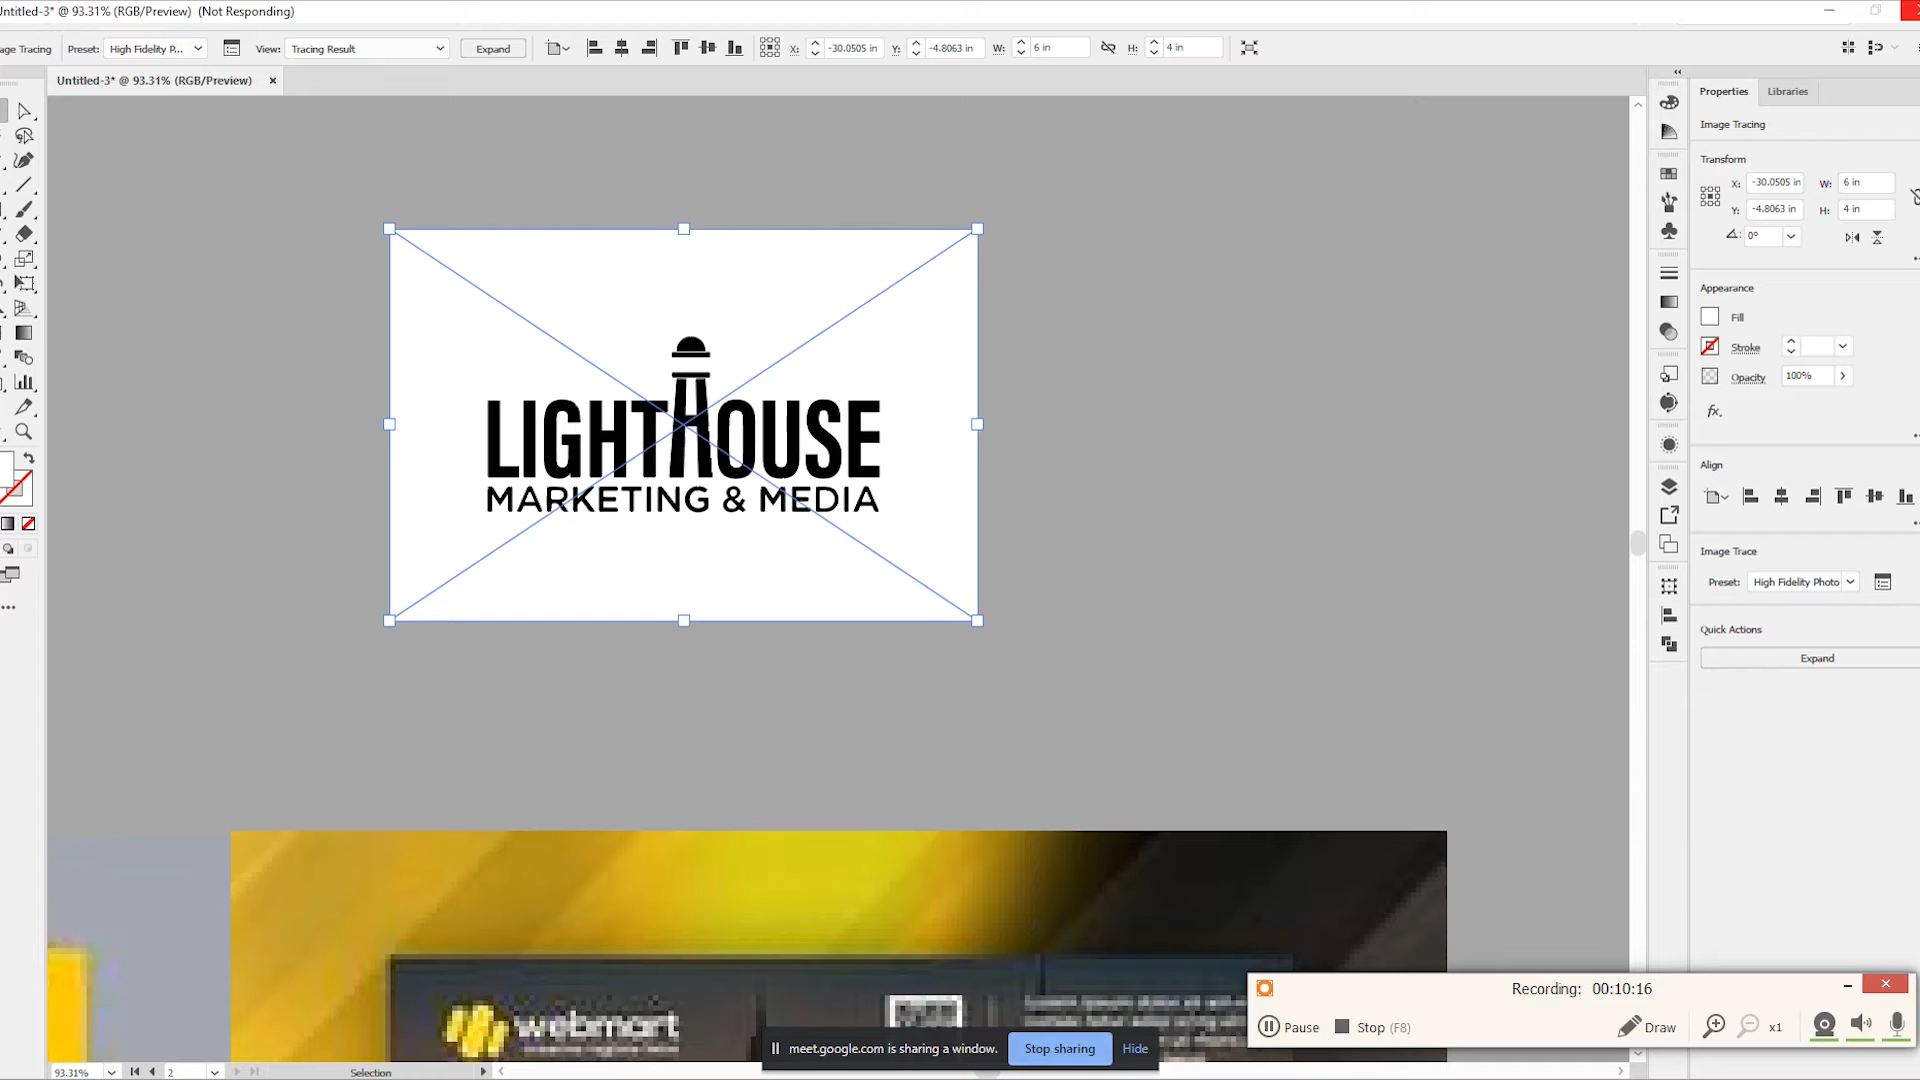 Untitled-3* @ 93.31% (RGB/Preview) (Not Responding)
age Tracing Preset: High Fidelity P... View: Tracing Result Expand X: -30.0505 in Y: -4.8063 in W: 6 in H: 4 in
Untitled-3* @ 93.31% (RGB/Preview) ×
Properties Libraries
Image Tracing
Transform
X: -30.0505 in W: 6 in
Y: -4.8063 in H: 4 in
0°
Appearance
Fill
Stroke
Opacity 100%
fx.
Align
Image Trace
Preset: High Fidelity Photo
Quick Actions
Expand
LIGHTHOUSE
MARKETING & MEDIA
webmart
Recording: 00:10:16
Pause Stop (F8) Draw x1
meet.google.com is sharing a window. Stop sharing Hide
93.31% 2 Selection